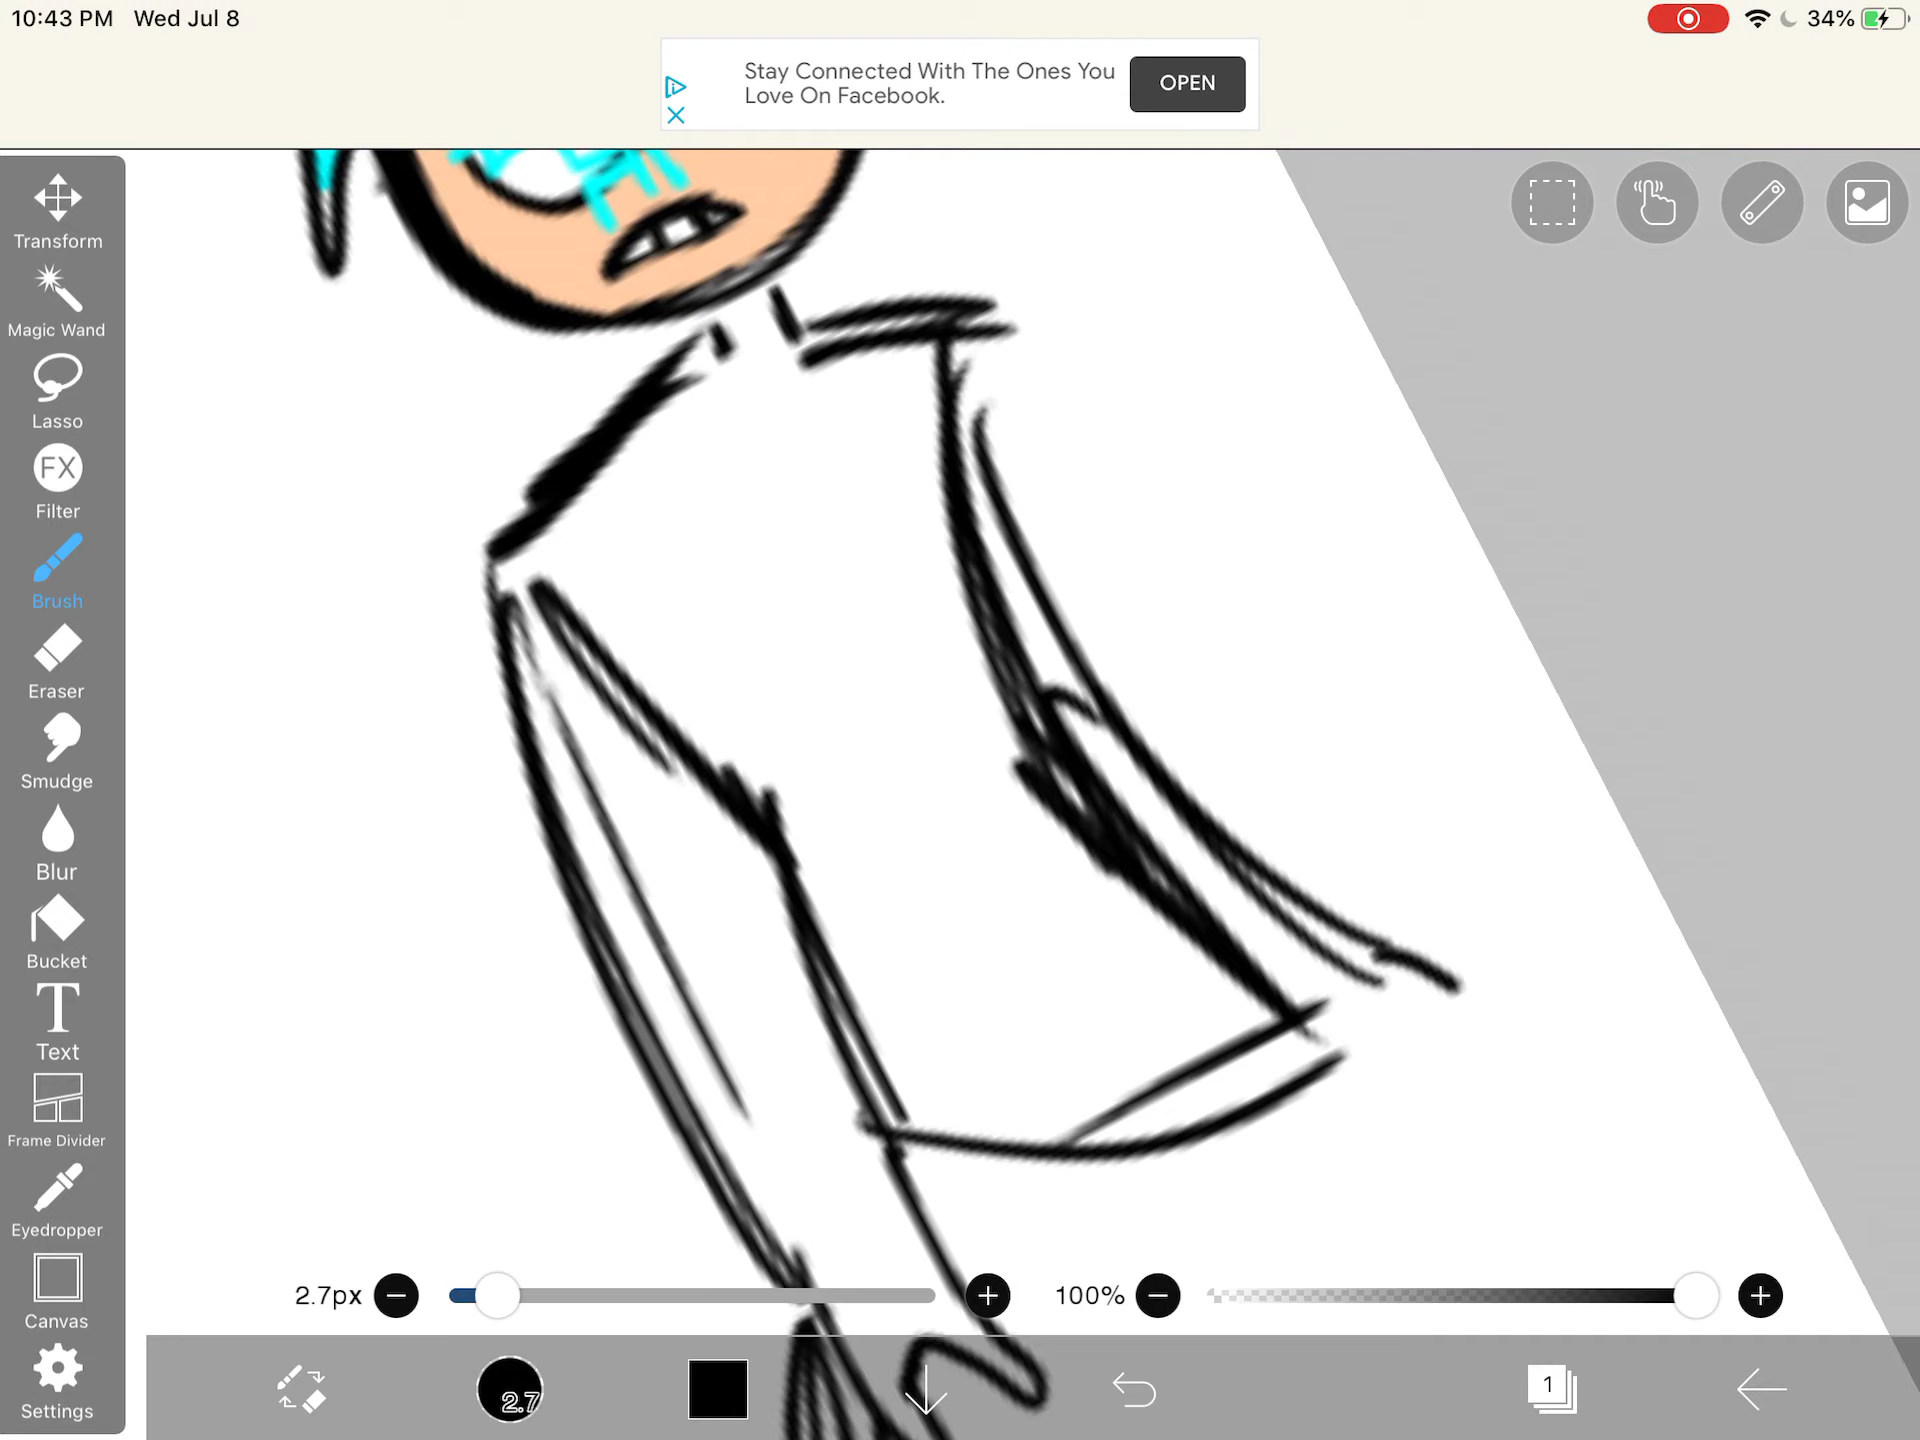 10:43 PM Wed Jul 8
34%
Stay Connected With The Ones You
Love On Facebook.
OPEN
Transform
Magic Wand
Lasso
FX
Filter
Brush
Eraser
Smudge
Blur
Bucket
T
Text
Frame Divider
Eyedropper
Canvas
Settings
2.7px
100%
2.7
1